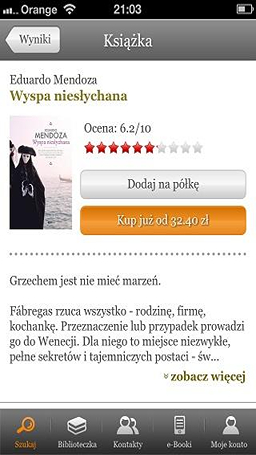 Orange 21:03
Wyniki Książka
Eduardo Mendoza
Wyspa niesłychana
EDUARDO
MENDOZA
Wyspa niesłychana
Ocena: 6.2/10
Dodaj na półkę
Kup już od 32.40 zł
Grzechem jest nie mieć marzeń.
Fábregas rzuca wszystko - rodzinę, firmę,
kochankę. Przeznaczenie lub przypadek prowadzi
go do Wenecji. Dla niego to miejsce niezwykłe,
pełne sekretów i tajemniczych postaci - św...
zobacz więcej
Szukaj Biblioteczka Kontakty e-Booki Moje konto